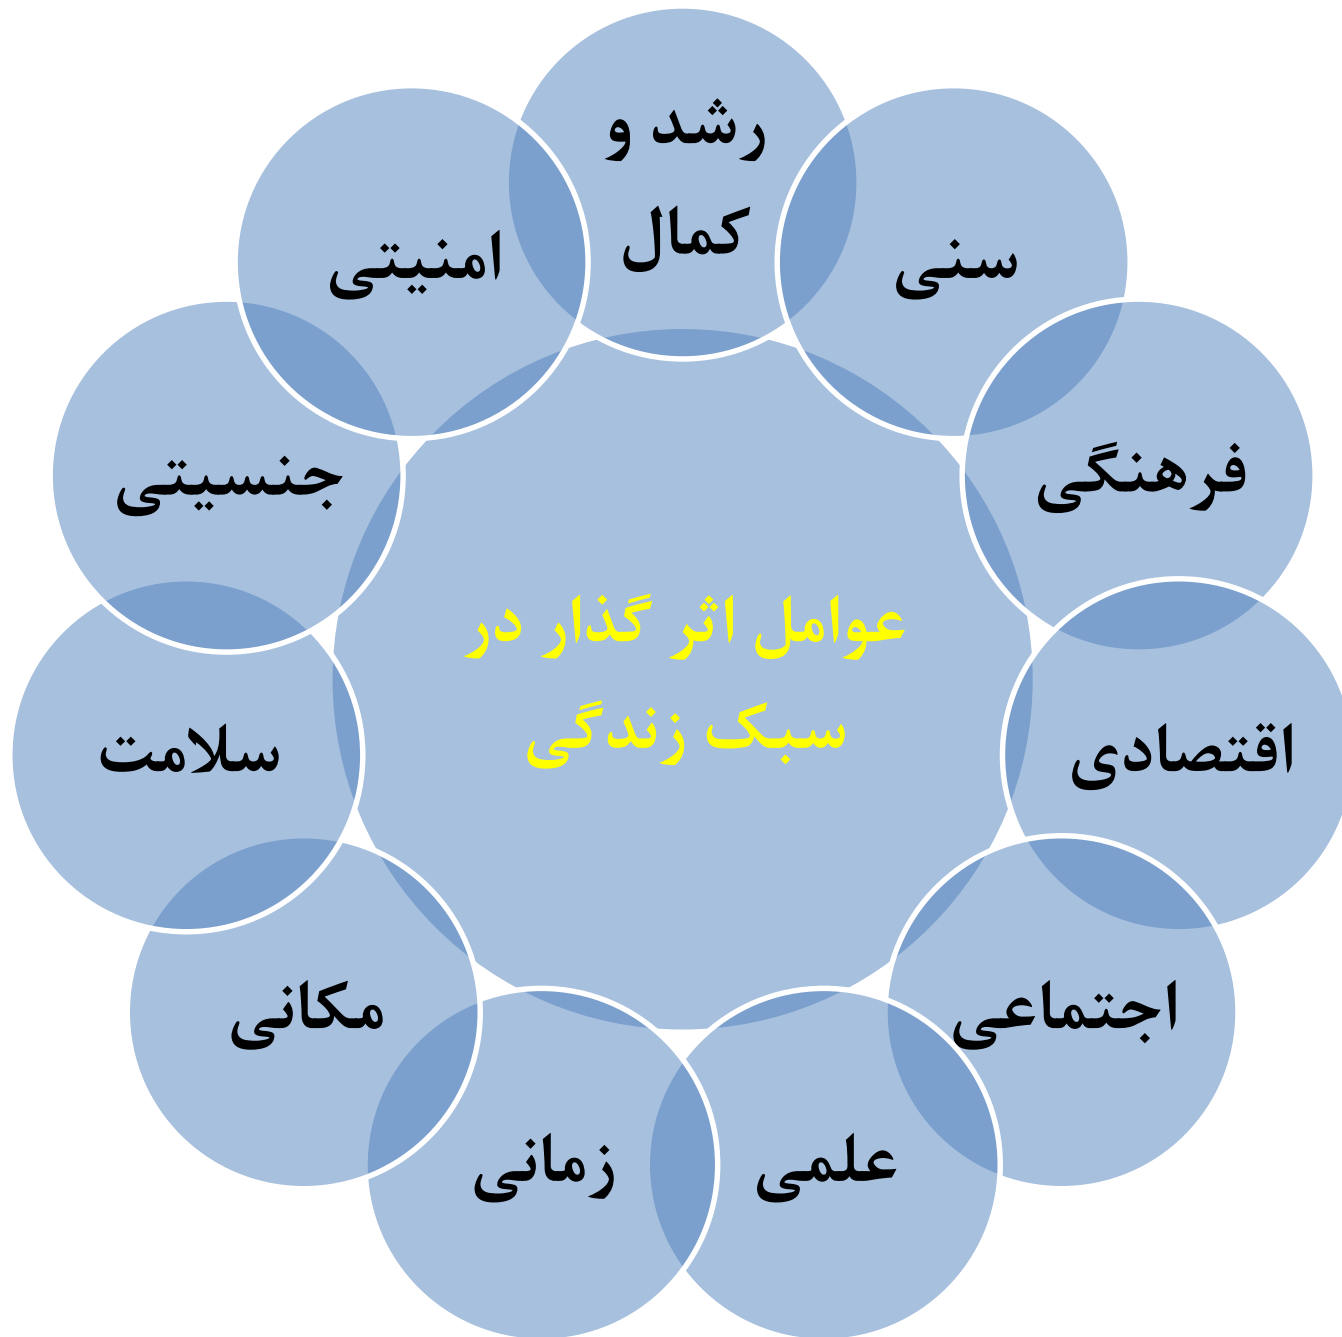 رشد و
کمال
سنی
فرهنگی
اقتصادی
اجتماعی
علمی
زمانی
مکانی
سلامت
جنسیتی
امنیتی
عوامل اثر گذار در
سبک زندگی